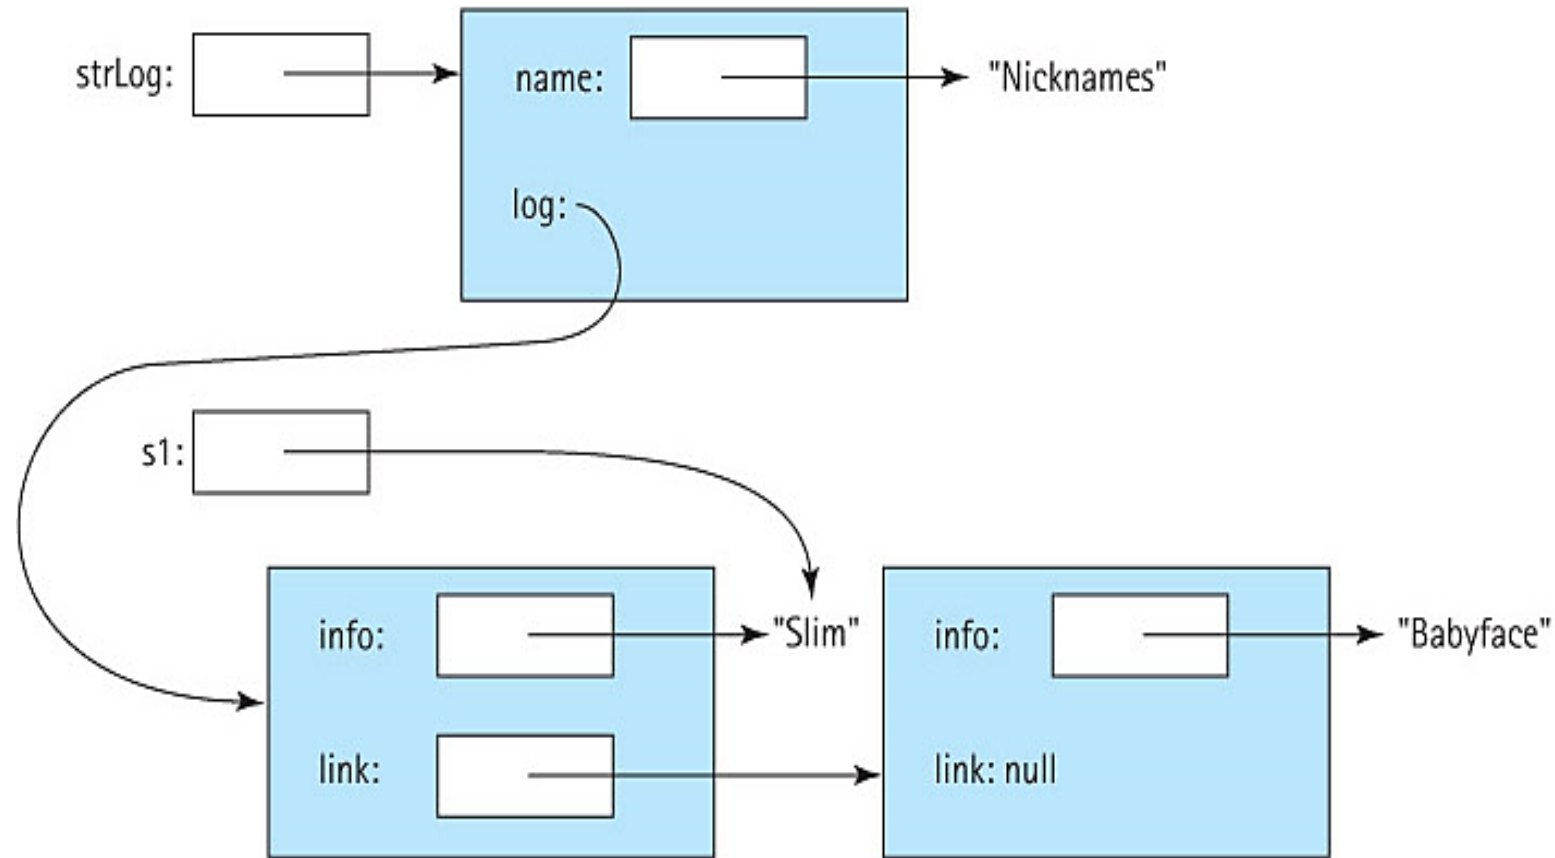 strLog:
name:
"Nicknames"
log:
s1:
info:
"Slim"
link:
info:
"Babyface"
link: null